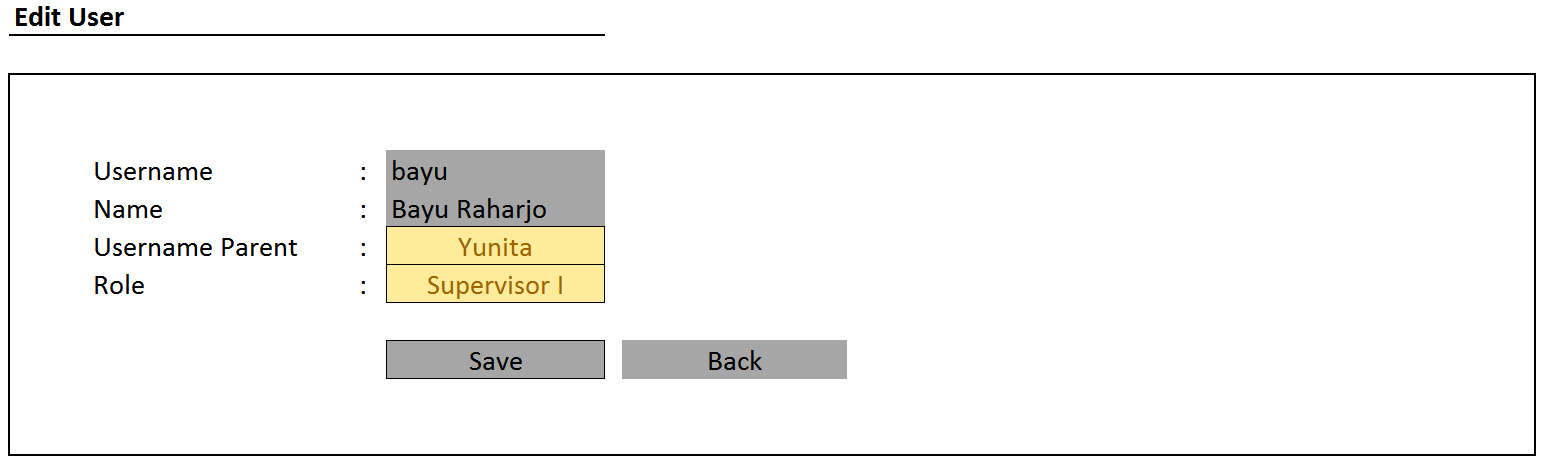 Edit User
Username : bayu
Name : Bayu Raharjo
Username Parent : Yunita
Role : Supervisor I
Save Back